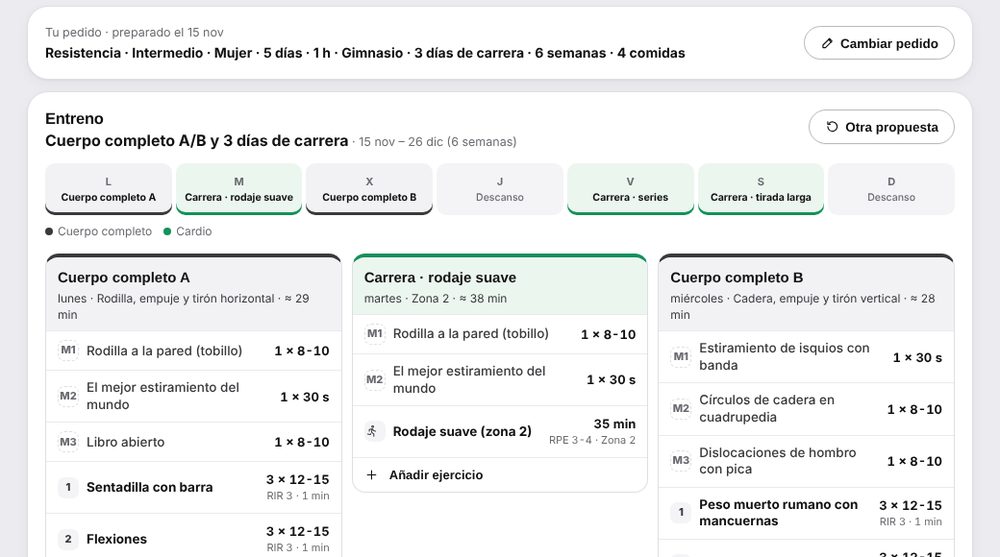 Tu pedido · preparado el 15 nov
Resistencia · Intermedio · Mujer · 5 días · 1 h · Gimnasio · 3 días de carrera · 6 semanas · 4 comidas
Cambiar pedido
Entreno
Cuerpo completo A/B y 3 días de carrera · 15 nov – 26 dic (6 semanas)
Otra propuesta
L
Cuerpo completo A
M
Carrera · rodaje suave
X
Cuerpo completo B
J
Descanso
V
Carrera · series
S
Carrera · tirada larga
D
Descanso
Cuerpo completo
Cardio
Cuerpo completo A
lunes · Rodilla, empuje y tirón horizontal · ≈ 29
min
M1 Rodilla a la pared (tobillo) 1 × 8-10
M2 El mejor estiramiento del
mundo 1 × 30 s
M3 Libro abierto 1 × 8-10
1 Sentadilla con barra 3 × 12-15
RIR 3 · 1 min
2 Flexiones 3 × 12-15
RIR 3 · 1 min
Carrera · rodaje suave
martes · Zona 2 · ≈ 38 min
M1 Rodilla a la pared (tobillo) 1 × 8-10
M2 El mejor estiramiento del
mundo 1 × 30 s
Rodaje suave (zona 2) 35 min
RPE 3-4 · Zona 2
+ Añadir ejercicio
Cuerpo completo B
miércoles · Cadera, empuje y tirón vertical · ≈ 28
min
M1 Estiramiento de isquios con
banda 1 × 30 s
M2 Círculos de cadera en
cuadrupedia 1 × 8-10
M3 Dislocaciones de hombro
con pica 1 × 8-10
1 Peso muerto rumano con
mancuernas 3 × 12-15
RIR 3 · 1 min